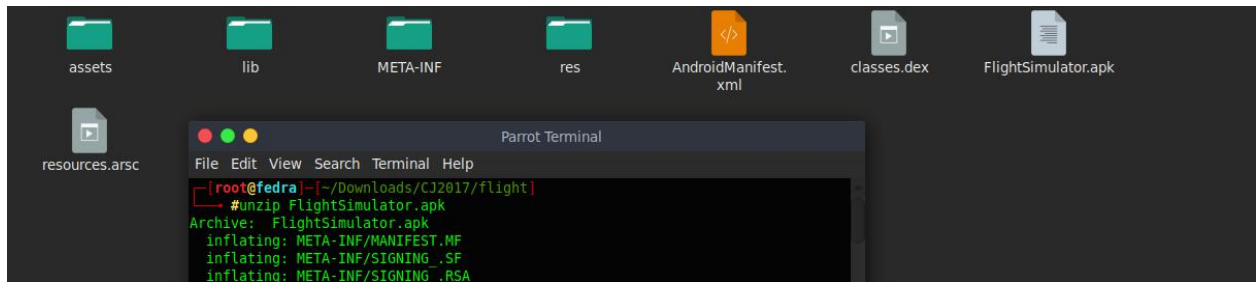 assets
lib
META-INF
res
AndroidManifest.
xml
classes.dex
FlightSimulator.apk
resources.arsc
Parrot Terminal
File Edit View Search Terminal Help
[root@fedra]─[~/Downloads/CJ2017/flight]
#unzip FlightSimulator.apk
Archive:  FlightSimulator.apk
inflating: META-INF/MANIFEST.MF
inflating: META-INF/SIGNING_.SF
inflating: META-INF/SIGNING_.RSA